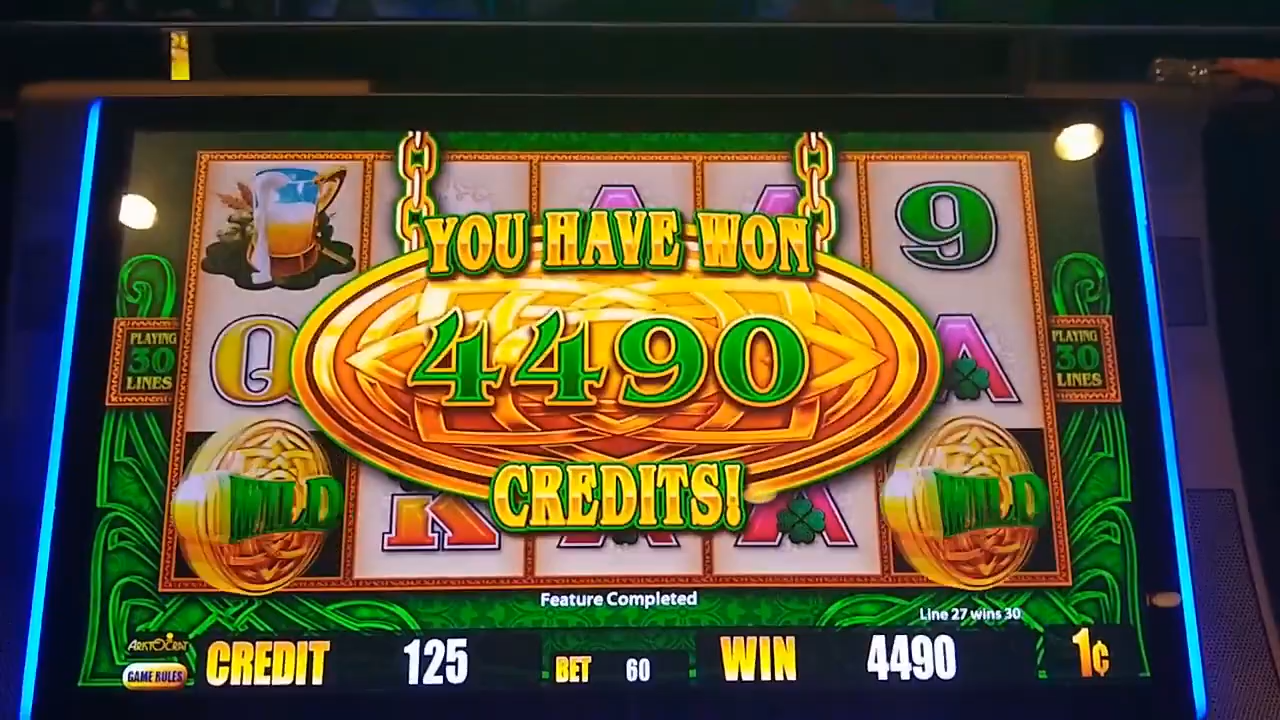 YOU HAVE WON
4490
CREDITS!
9
Q
A
PLAYING
30
LINES
PLAYING
30
LINES
WILD
K
A
A
WILD
Feature Completed
Line 27 wins 30
ARISTOCRAT
GAME RULES
CREDIT 125
BET 60
WIN 4490
1¢